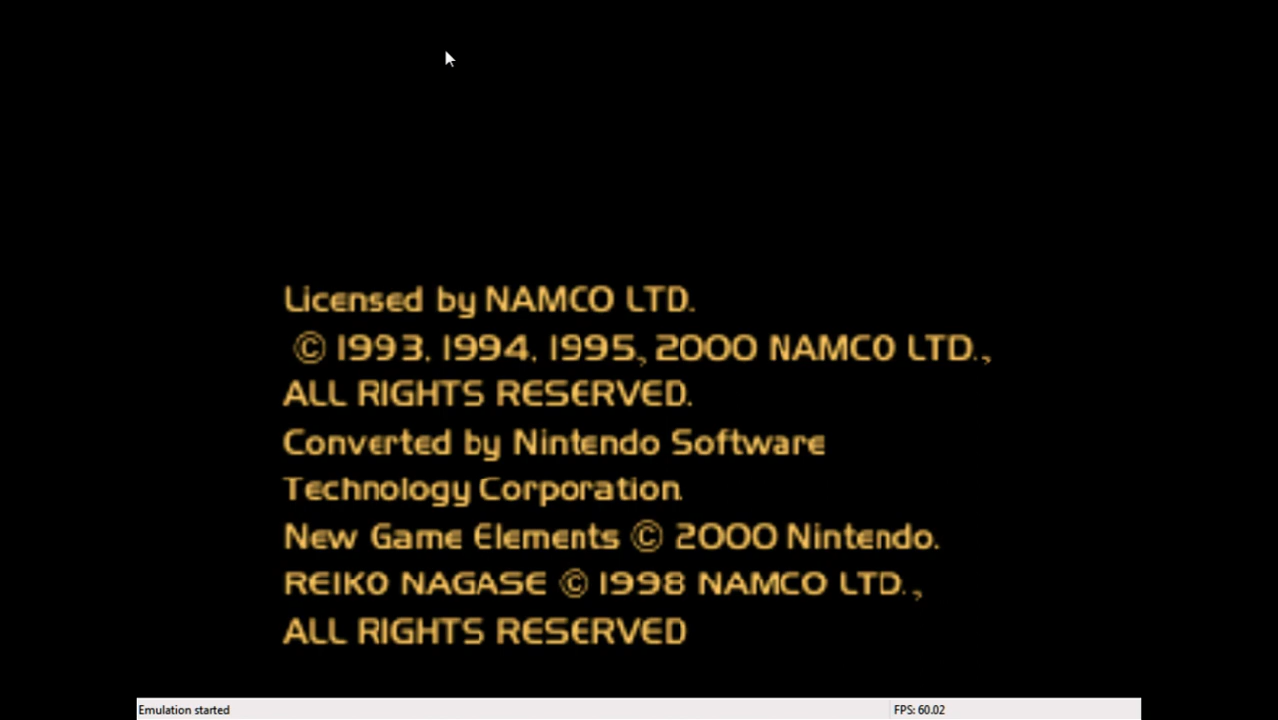 Licensed by NAMCO LTD.
© 1993. 1994. 1995, 2000 NAMCO LTD.,
ALL RIGHTS RESERVED.
Converted by Nintendo Software
Technology Corporation.
New Game Elements © 2000 Nintendo.
REIKO NAGASE © 1998 NAMCO LTD.,
ALL RIGHTS RESERVED
Emulation started FPS: 60.02